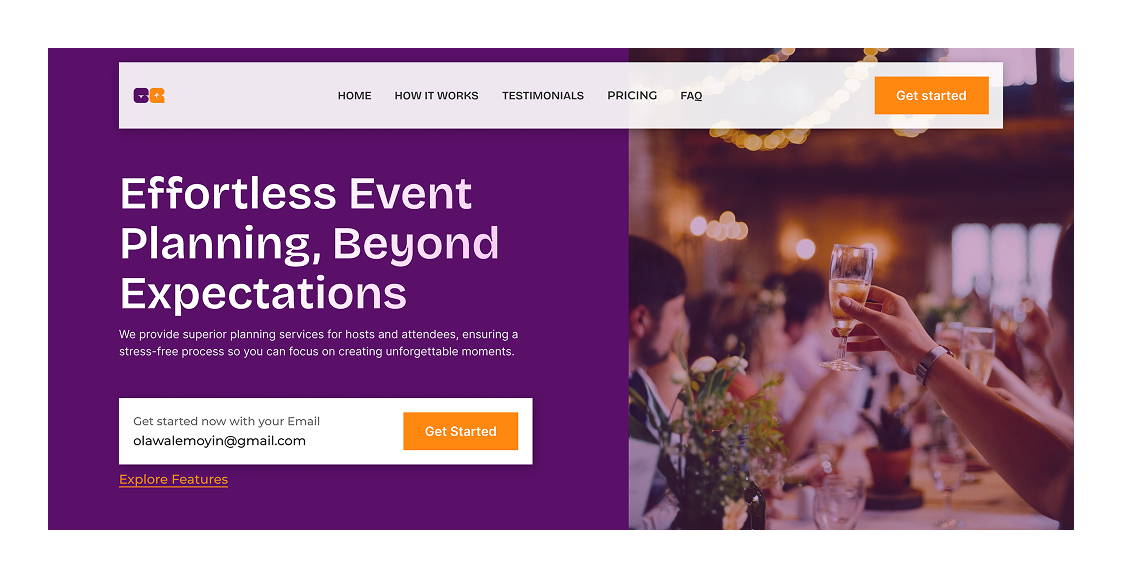 HOME HOW IT WORKS TESTIMONIALS PRICING FAQ Get started
Effortless Event
Planning, Beyond
Expectations
We provide superior planning services for hosts and attendees, ensuring a
stress-free process so you can focus on creating unforgettable moments.
Get started now with your Email
olawalemoyin@gmail.com
Get Started
Explore Features